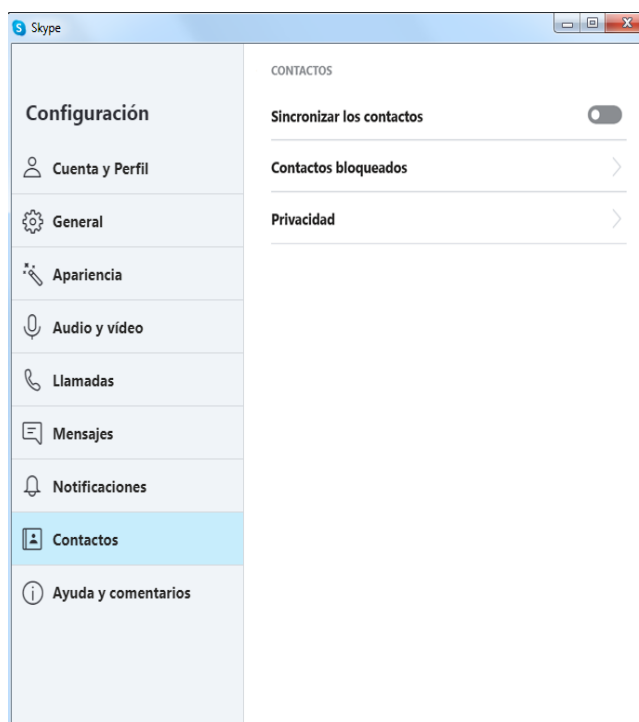 Skype
Configuración
Cuenta y Perfil
General
Apariencia
Audio y vídeo
Llamadas
Mensajes
Notificaciones
Contactos
Ayuda y comentarios
CONTACTOS
Sincronizar los contactos
Contactos bloqueados
Privacidad